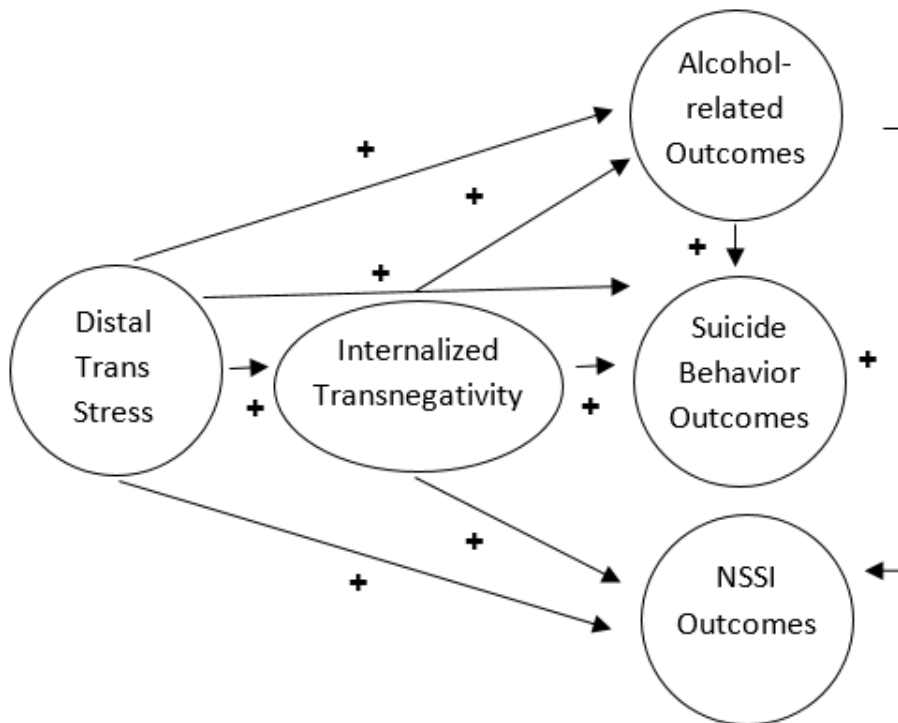 Alcohol-
related
Outcomes
+
+
+
+
Distal
Trans
Stress
Internalized
Transnegativity
Suicide
Behavior
Outcomes
+
+
+
+
+
NSSI
Outcomes